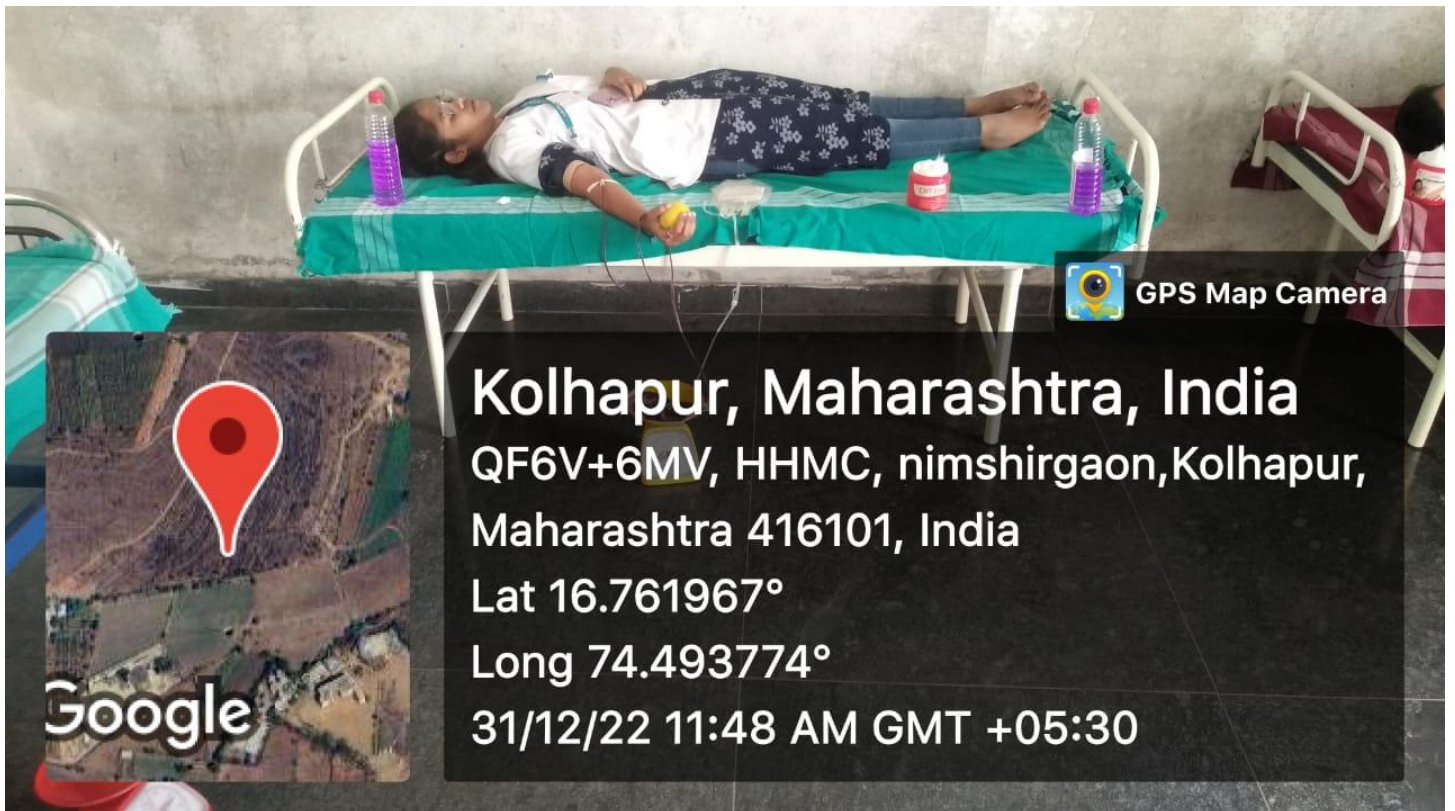 GPS Map Camera
Kolhapur, Maharashtra, India
QF6V+6MV, HHMC, nimshirgaon,Kolhapur,
Maharashtra 416101, India
Lat 16.761967°
Long 74.493774°
31/12/22 11:48 AM GMT +05:30
Google